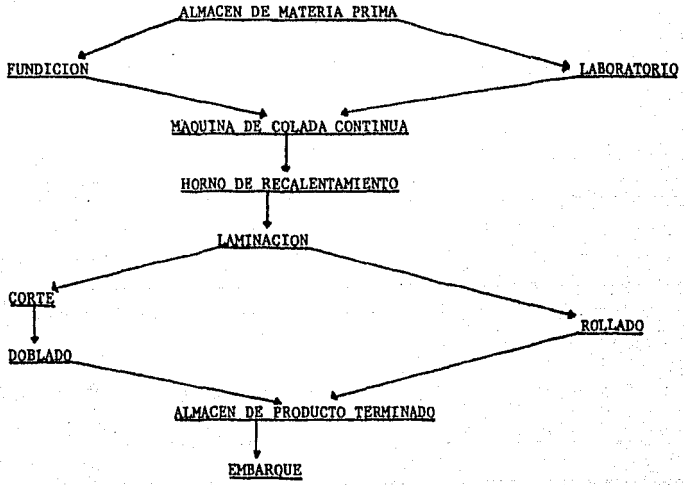 ALMACEN DE MATERIA PRIMA
FUNDICION
LABORATORIO
MAQUINA DE COLADA CONTINUA
HORNO DE RECALENTAMIENTO
LAMINACION
CORTE
ROLLADO
DOBLADO
ALMACEN DE PRODUCTO TERMINADO
EMBARQUE